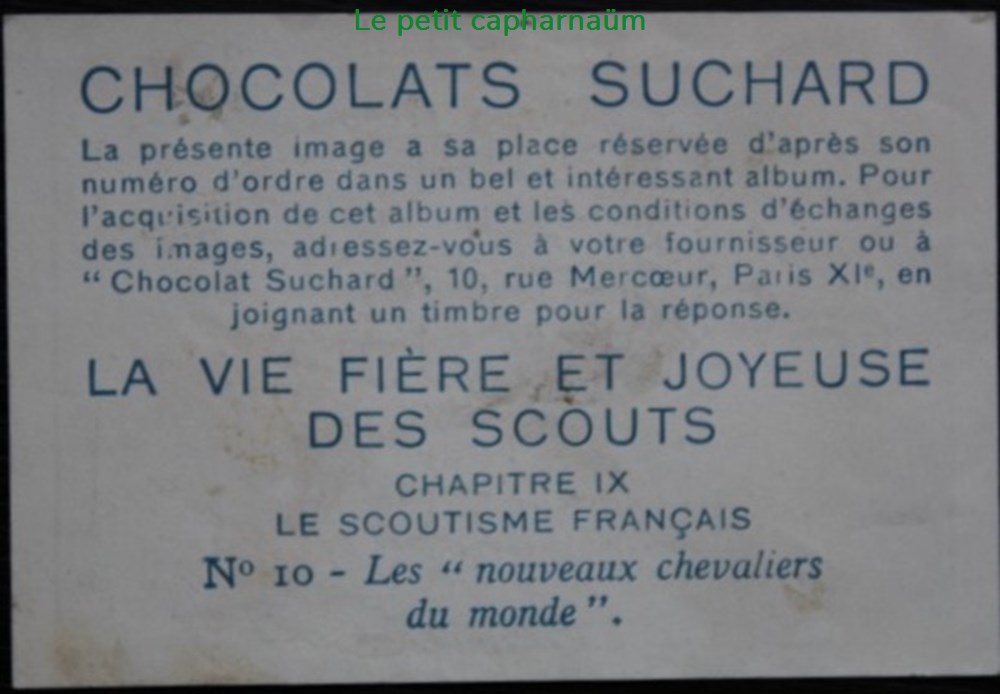 Le petit capharnaüm
CHOCOLATS SUCHARD
La présente image a sa place réservée d'après son
numéro d'ordre dans un bel et intéressant album. Pour
l'acquisition de cet album et les conditions d'échanges
des images, adressez-vous à votre fournisseur ou à
“ Chocolat Suchard ”, 10, rue Mercœur, Paris XIᵉ, en
joignant un timbre pour la réponse.
LA VIE FIÈRE ET JOYEUSE
DES SCOUTS
CHAPITRE IX
LE SCOUTISME FRANÇAIS
Nº 10 - Les “ nouveaux chevaliers
du monde ”.